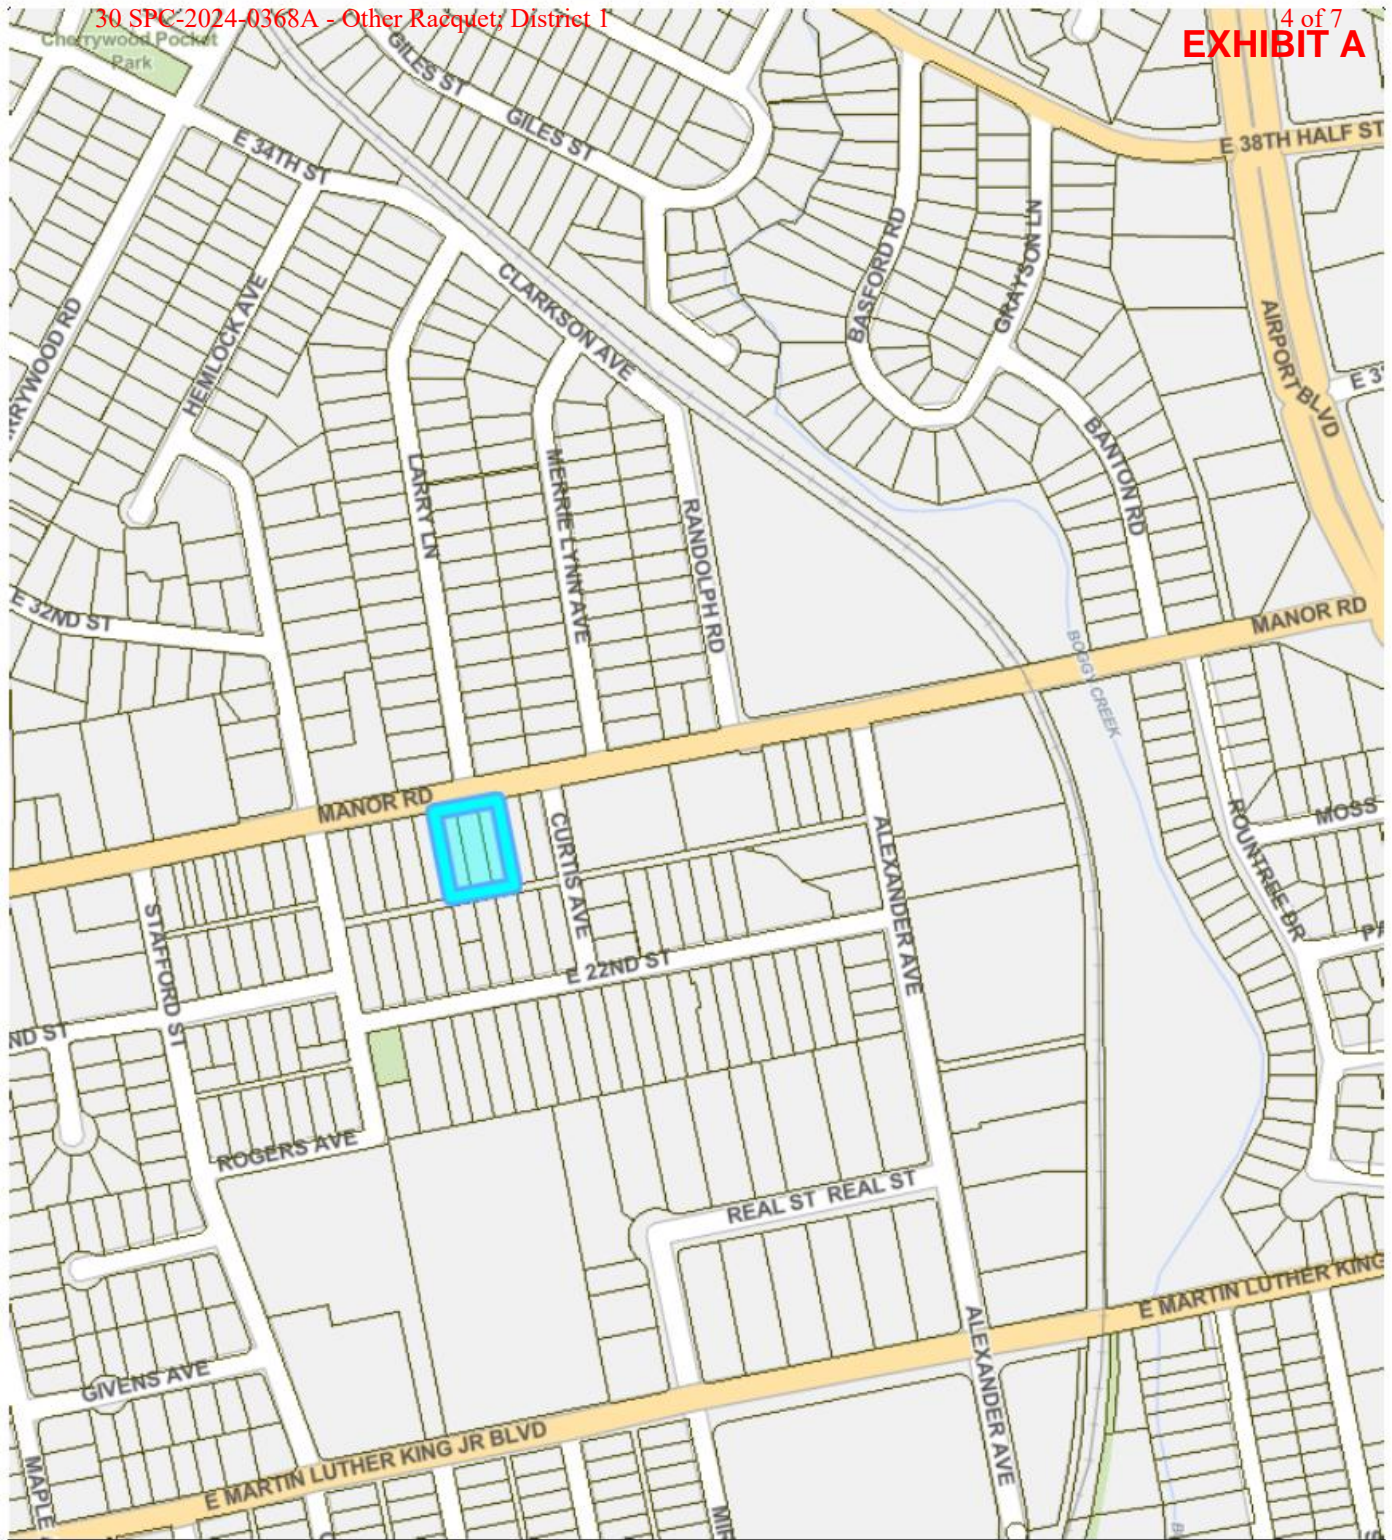 30 SPC-2024-0368A - Other Racquet; District 1
4 of 7
EXHIBIT A
Cherrywood Pocket
Park
GILES ST
GILES ST
E 34TH ST
E 38TH HALF ST
BASFORD RD
GRAYSON LN
CLARKSON AVE
HEMLOCK AVE
RRYWOOD RD
AIRPORT BLVD
E 3
BANTON RD
LARRY LN
MERRIE LYNN AVE
RANDOLPH RD
E 32ND ST
MANOR RD
BOGGY CREEK
MANOR RD
CURTIS AVE
ALEXANDER AVE
ROUNTREE DR
MOSS
PA
STAFFORD ST
E 22ND ST
ND ST
ROGERS AVE
REAL ST REAL ST
E MARTIN LUTHER KING
ALEXANDER AVE
GIVENS AVE
E MARTIN LUTHER KING JR BLVD
MAPLE